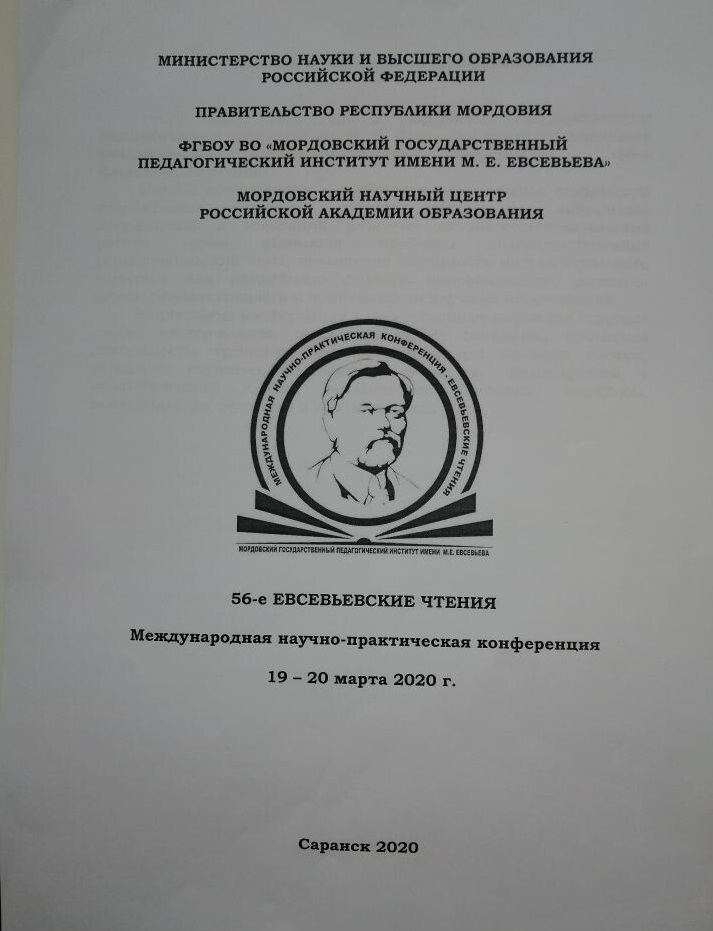 МИНИСТЕРСТВО НАУКИ И ВЫСШЕГО ОБРАЗОВАНИЯ
РОССИЙСКОЙ ФЕДЕРАЦИИ
ПРАВИТЕЛЬСТВО РЕСПУБЛИКИ МОРДОВИЯ
ФГБОУ ВО «МОРДОВСКИЙ ГОСУДАРСТВЕННЫЙ
ПЕДАГОГИЧЕСКИЙ ИНСТИТУТ ИМЕНИ М. Е. ЕВСЕВЬЕВА»
МОРДОВСКИЙ НАУЧНЫЙ ЦЕНТР
РОССИЙСКОЙ АКАДЕМИИ ОБРАЗОВАНИЯ
МЕЖДУНАРОДНАЯ НАУЧНО-ПРАКТИЧЕСКАЯ КОНФЕРЕНЦИЯ - ЕВСЕВЬЕВСКИЕ ЧТЕНИЯ
МОРДОВСКИЙ ГОСУДАРСТВЕННЫЙ ПЕДАГОГИЧЕСКИЙ ИНСТИТУТ ИМЕНИ М.Е. ЕВСЕВЬЕВА
56-е ЕВСЕВЬЕВСКИЕ ЧТЕНИЯ
Международная научно-практическая конференция
19 – 20 марта 2020 г.
Саранск 2020